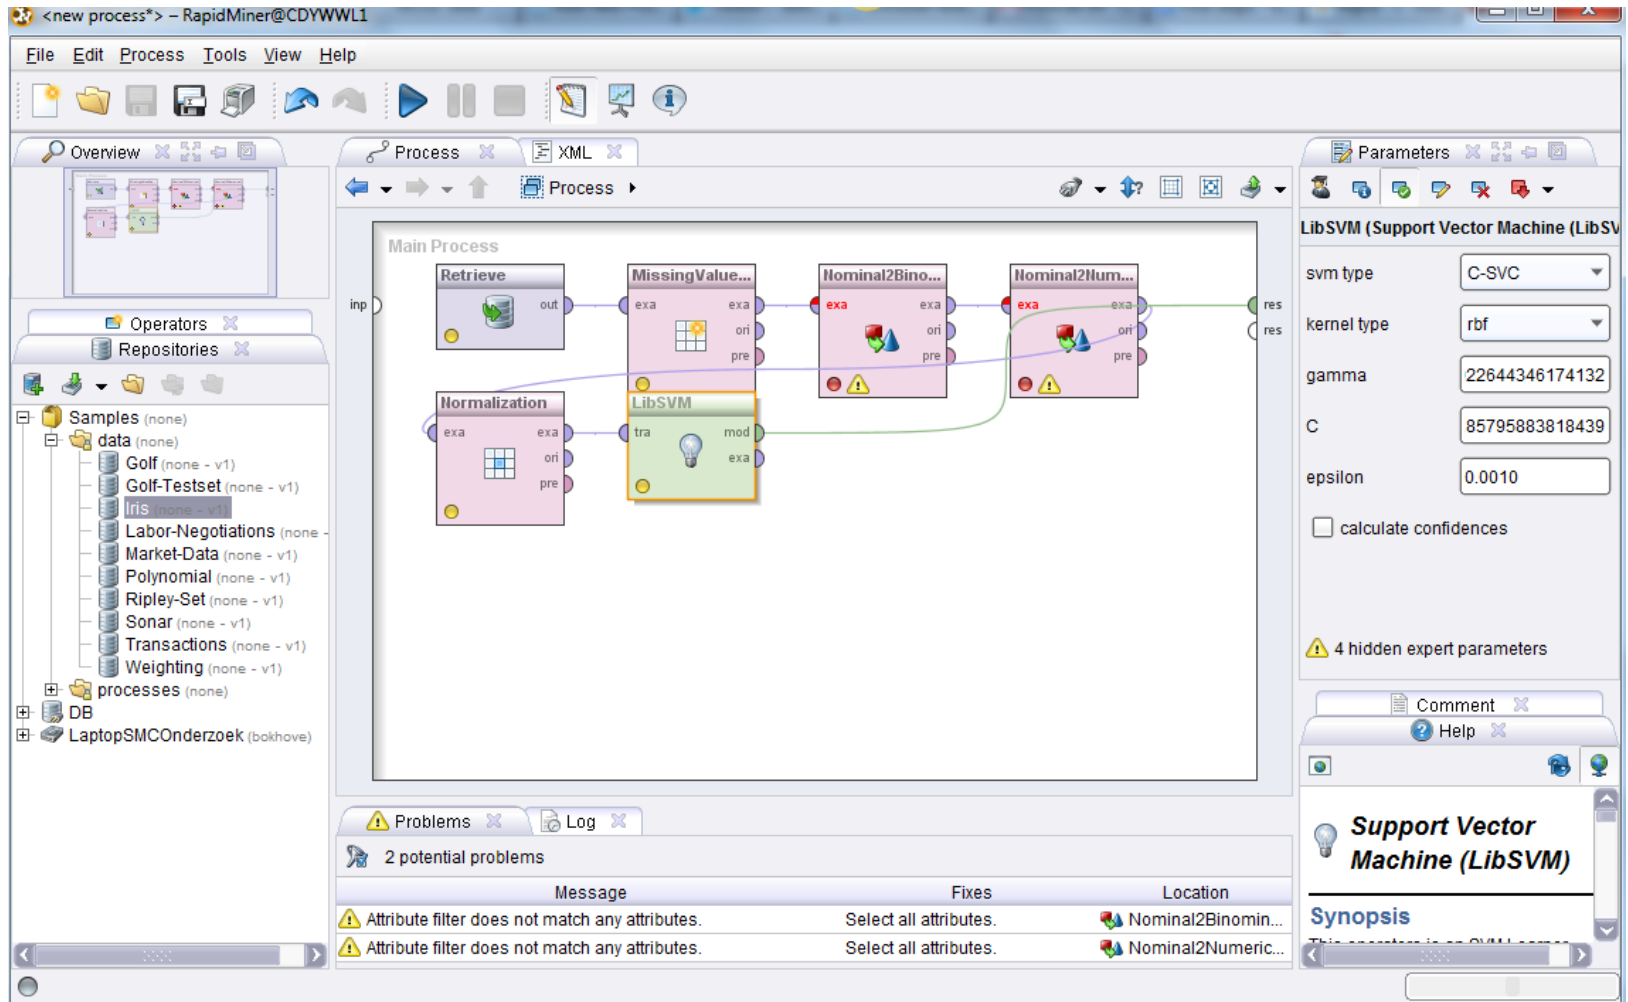 <new process*> – RapidMiner@CDYWWL1
File Edit Process Tools View Help
Overview
Process
XML
Parameters
Process
Main Process
Retrieve
out
MissingValue...
exa exa
ori
pre
Nominal2Bino...
exa exa
ori
pre
Nominal2Num...
exa exa
ori
pre
inp
res
res
Normalization
exa exa
ori
pre
LibSVM
tra mod
exa
Operators
Repositories
Samples (none)
data (none)
Golf (none - v1)
Golf-Testset (none - v1)
Iris (none - v1)
Labor-Negotiations (none -
Market-Data (none - v1)
Polynomial (none - v1)
Ripley-Set (none - v1)
Sonar (none - v1)
Transactions (none - v1)
Weighting (none - v1)
processes (none)
DB
LaptopSMCOnderzoek (bokhove)
LibSVM (Support Vector Machine (LibSV
svm type C-SVC
kernel type rbf
gamma 22644346174132
C 85795883818439
epsilon 0.0010
calculate confidences
4 hidden expert parameters
Comment
Help
Support Vector
Machine (LibSVM)
Synopsis
Problems
Log
2 potential problems
Message Fixes Location
Attribute filter does not match any attributes. Select all attributes. Nominal2Binomin...
Attribute filter does not match any attributes. Select all attributes. Nominal2Numeric...